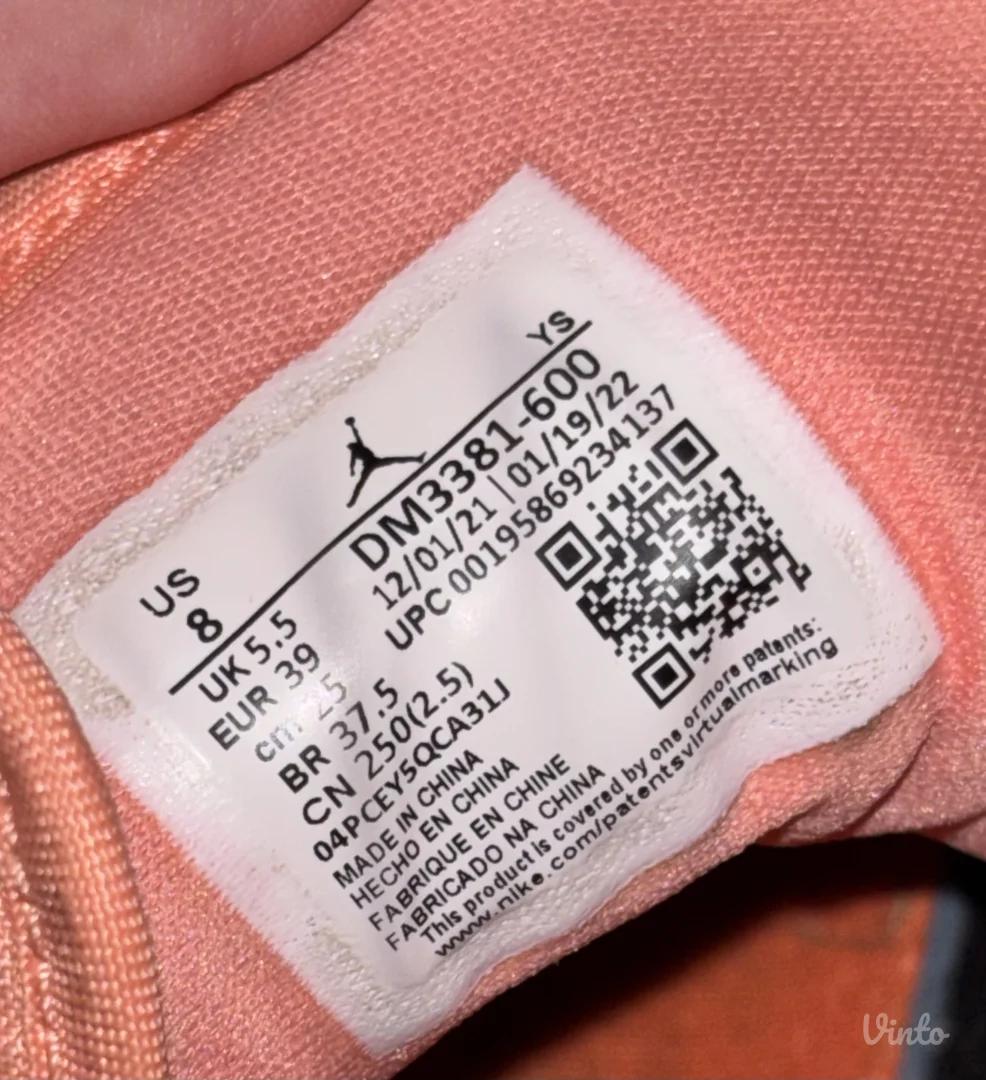 YS
US
8
DM3381-600
12/01/21 | 01/19/22
UPC 00195869234137
UK 5,5
EUR 39
cm 25
BR 37,5
CN 250(2.5)
04PCEY5QCA31J
MADE IN CHINA
HECHO EN CHINA
FABRIQUE EN CHINE
FABRICADO NA CHINA
This product is covered by one or more patents:
www.nike.com/patentsvirtualmarking
Vinto